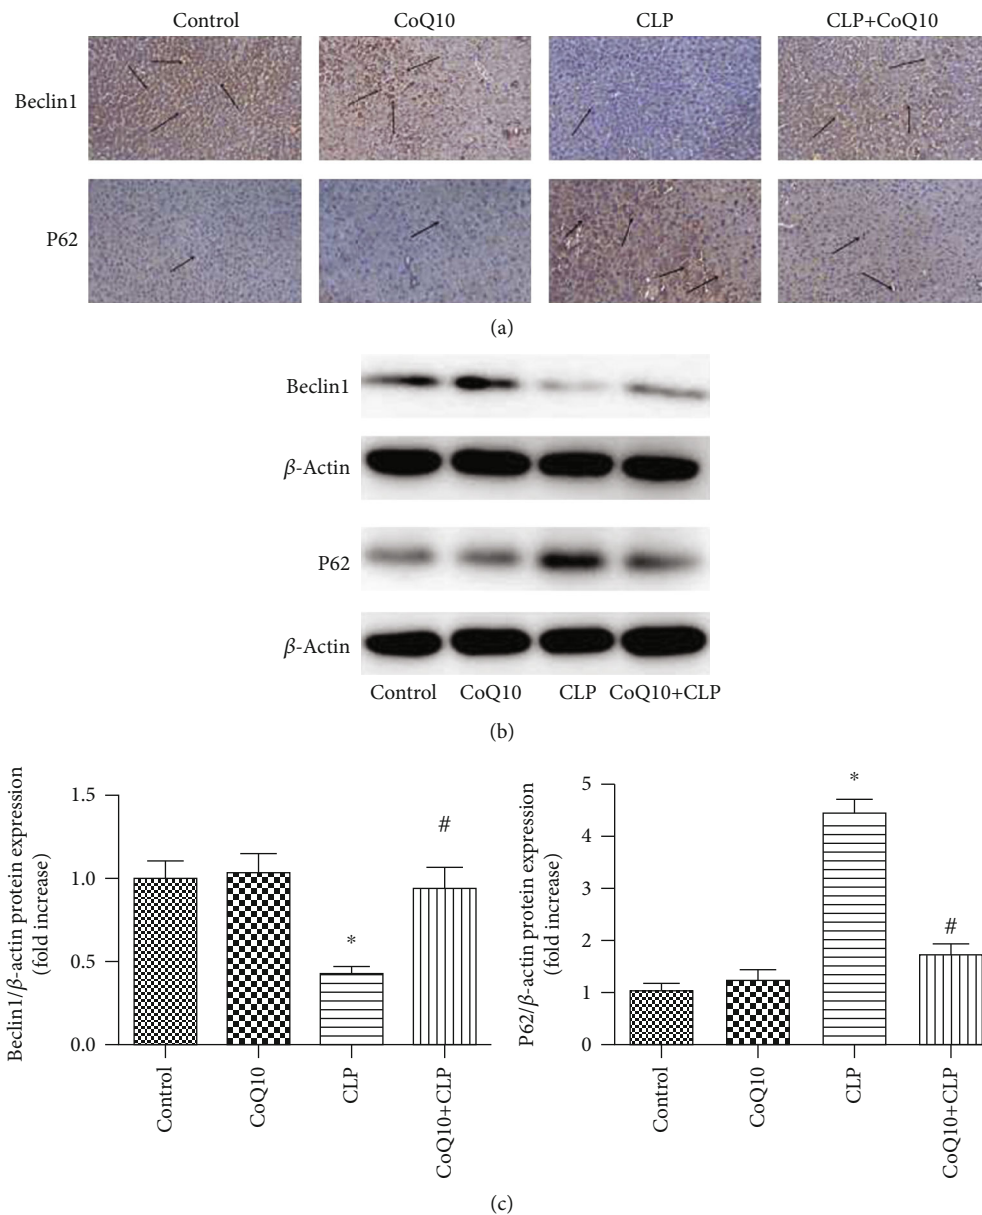 Control CoQ10 CLP CLP+CoQ10
Beclin1
P62
(a)
Beclin1
β-Actin
P62
β-Actin
Control CoQ10 CLP CoQ10+CLP
(b)
Beclin1/β-actin protein expression
(fold increase)
1.5
1.0
0.5
0.0
*
#
Control
CoQ10
CLP
CoQ10+CLP
P62/β-actin protein expression
(fold increase)
5
4
3
2
1
0
*
#
Control
CoQ10
CLP
CoQ10+CLP
(c)